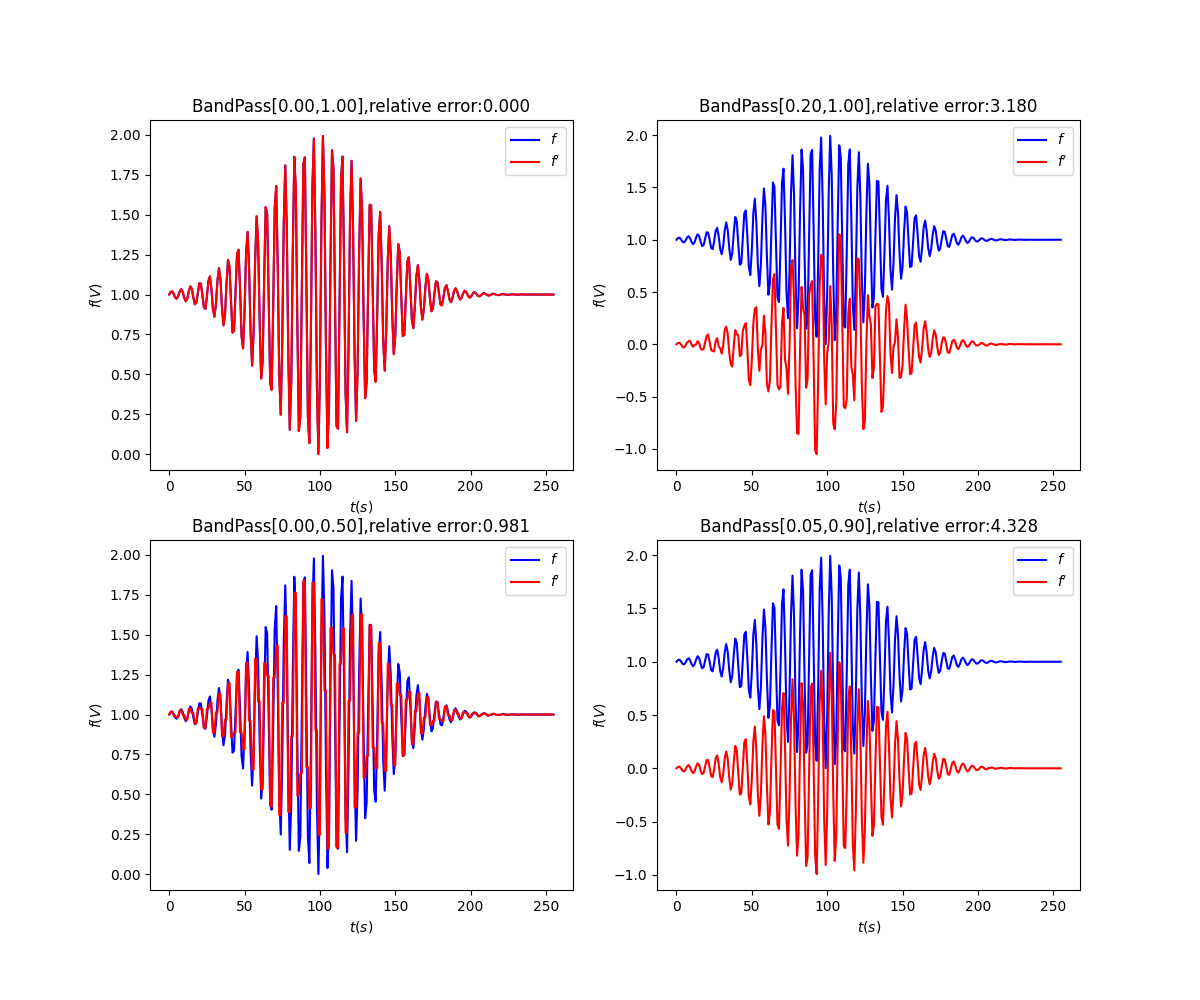 BandPass[0.00,1.00],relative error:0.000
f(V)
2.00
1.75
1.50
1.25
1.00
0.75
0.50
0.25
0.00
f
f′
0 50 100 150 200 250
t(s)
BandPass[0.20,1.00],relative error:3.180
f(V)
2.0
1.5
1.0
0.5
0.0
−0.5
−1.0
f
f′
0 50 100 150 200 250
t(s)
BandPass[0.00,0.50],relative error:0.981
f(V)
2.00
1.75
1.50
1.25
1.00
0.75
0.50
0.25
0.00
f
f′
0 50 100 150 200 250
t(s)
BandPass[0.05,0.90],relative error:4.328
f(V)
2.0
1.5
1.0
0.5
0.0
−0.5
−1.0
f
f′
0 50 100 150 200 250
t(s)